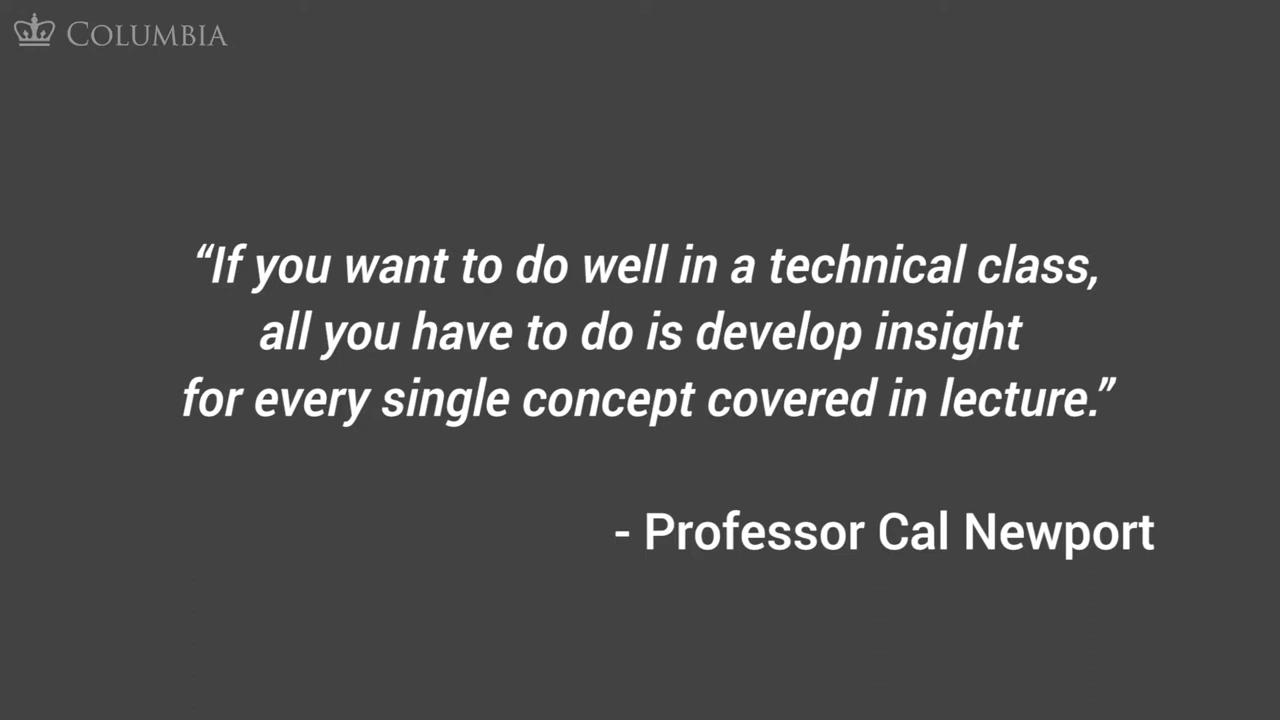 COLUMBIA
“If you want to do well in a technical class,
all you have to do is develop insight
for every single concept covered in lecture.”
- Professor Cal Newport